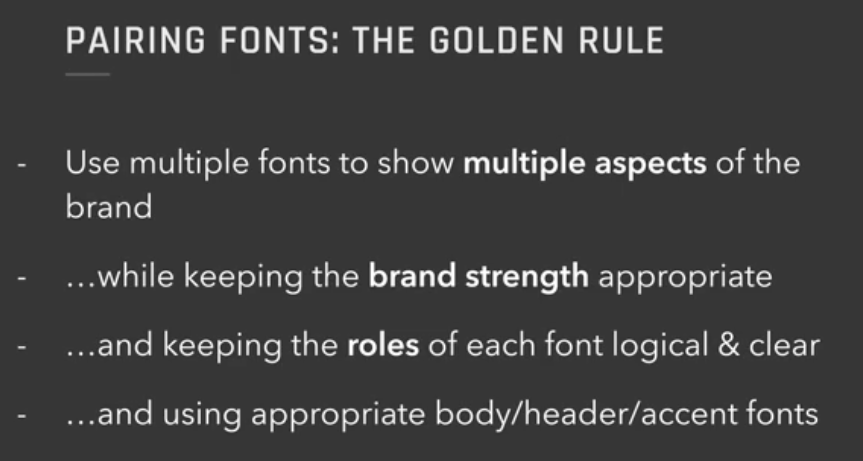 PAIRING FONTS: THE GOLDEN RULE
- Use multiple fonts to show multiple aspects of the
brand
- …while keeping the brand strength appropriate
- …and keeping the roles of each font logical & clear
- …and using appropriate body/header/accent fonts